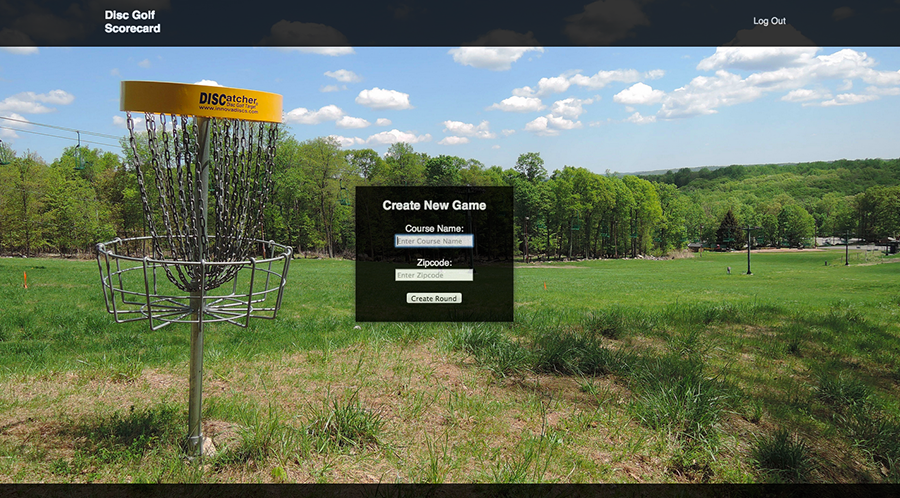 Disc Golf
Scorecard
Log Out
DISCatcher
Disc Golf Target
www.innovadiscs.com
Create New Game
Course Name:
Enter Course Name
Zipcode:
Enter Zipcode
Create Round